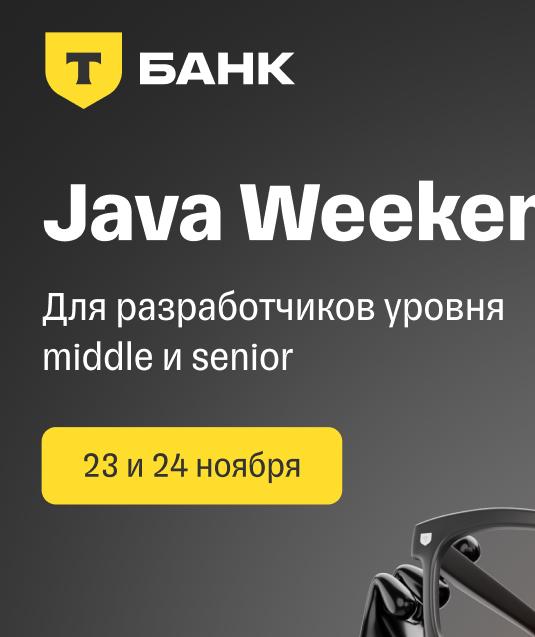 Т БАНК
Java Weeker
Для разработчиков уровня
middle и senior
23 и 24 ноября